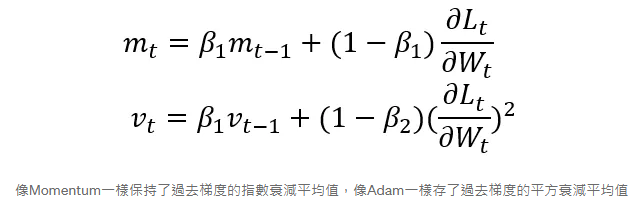 m_t = β_1 m_{t-1} + (1 − β_1) ∂L_t/∂W_t
v_t = β_1 v_{t-1} + (1 − β_2)(∂L_t/∂W_t)^2
像Momentum一樣保持了過去梯度的指數衰減平均值，像Adam一樣存了過去梯度的平方衰減平均值